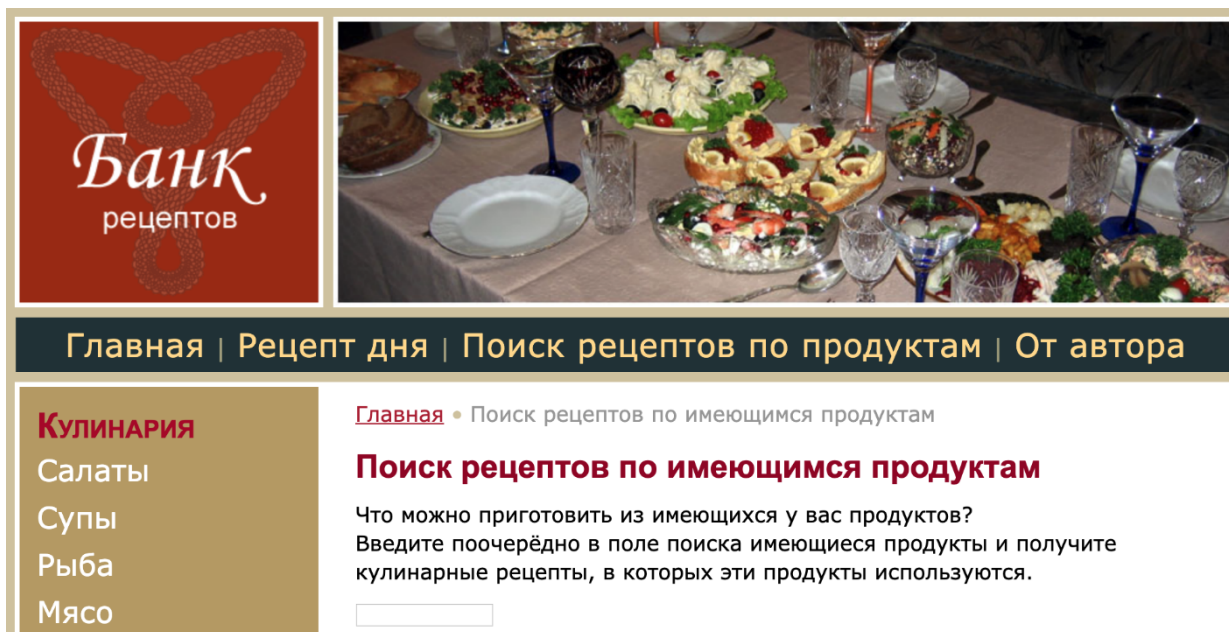 Банк
рецептов
Главная | Рецепт дня | Поиск рецептов по продуктам | От автора
Кулинария
Салаты
Супы
Рыба
Мясо
Главная • Поиск рецептов по имеющимся продуктам
Поиск рецептов по имеющимся продуктам
Что можно приготовить из имеющихся у вас продуктов?
Введите поочерёдно в поле поиска имеющиеся продукты и получите
кулинарные рецепты, в которых эти продукты используются.